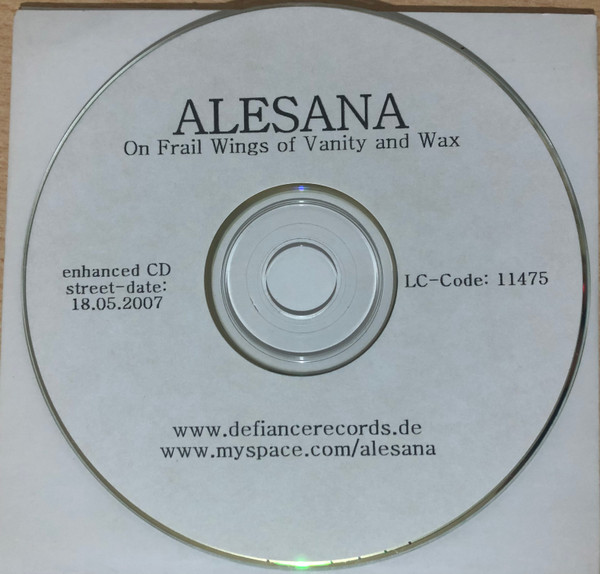 ALESANA
On Frail Wings of Vanity and Wax
enhanced CD
street-date:
18.05.2007
LC-Code: 11475
www.defiancerecords.de
www.myspace.com/alesana